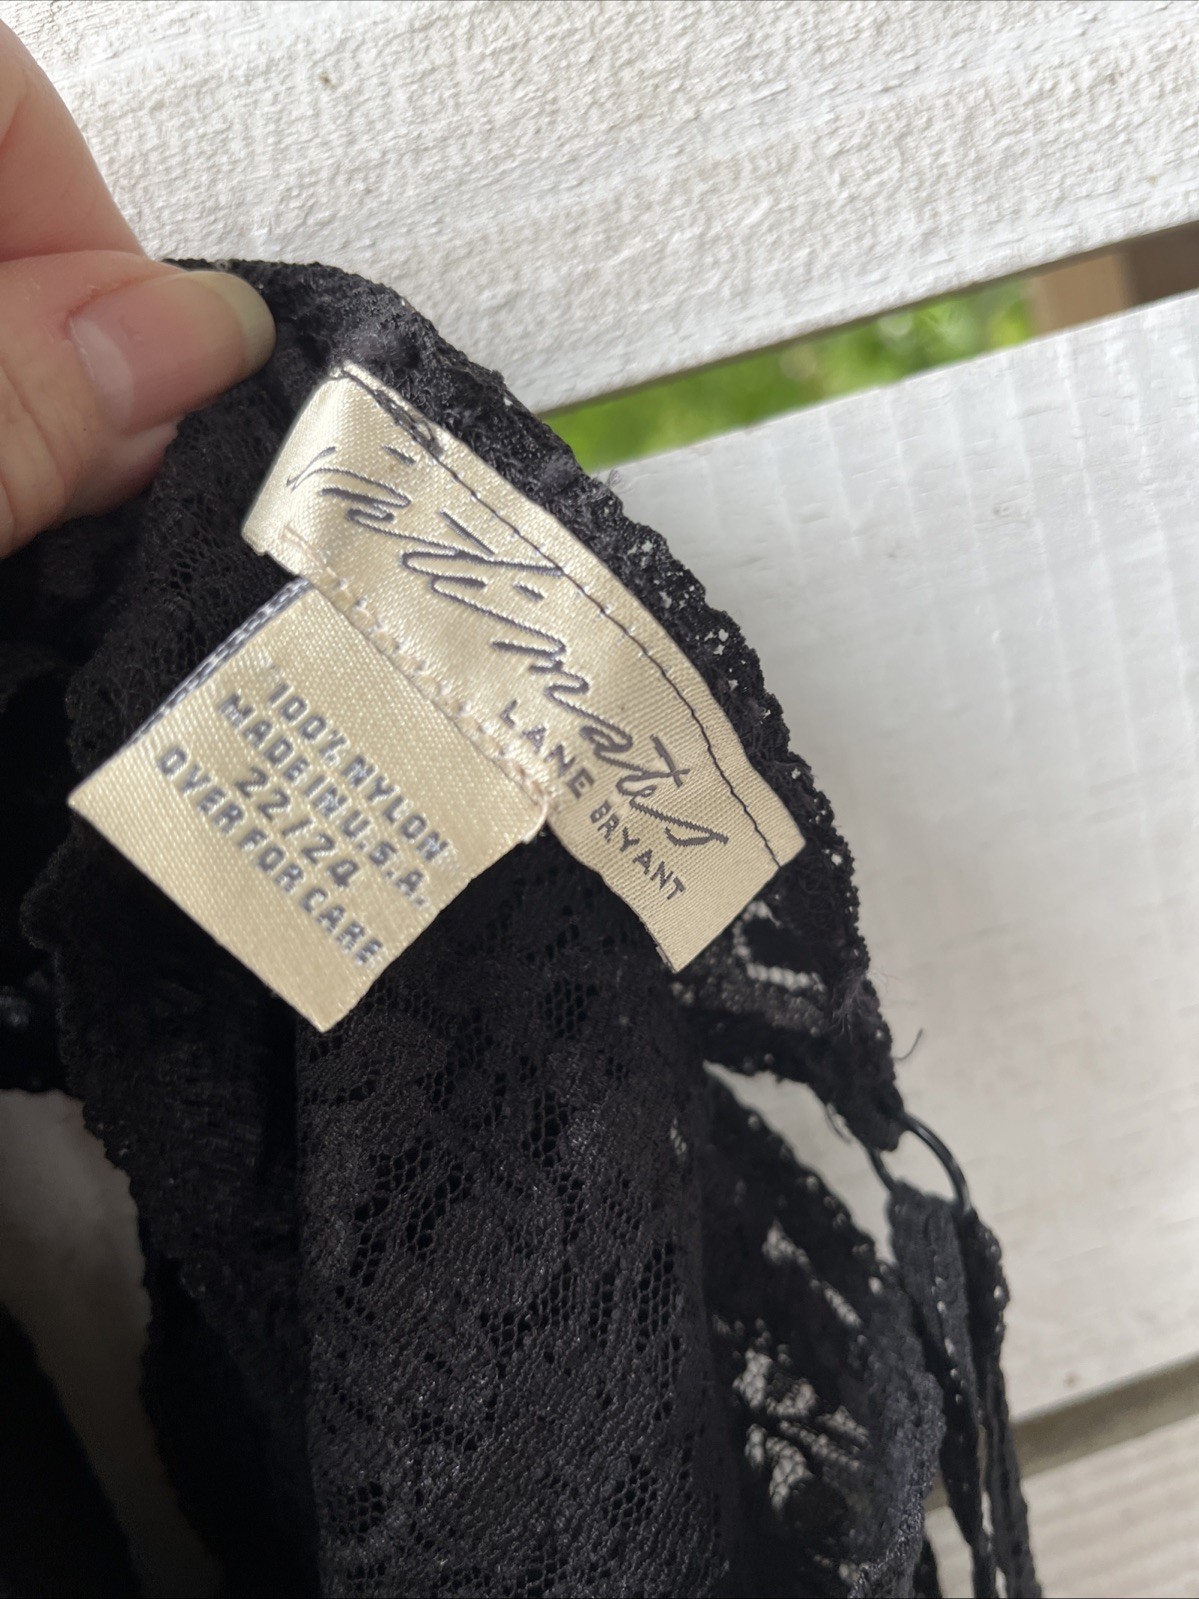 intimates
LANE BRYANT
100% NYLON
MADE IN U.S.A.
22/24
OVER FOR CARE